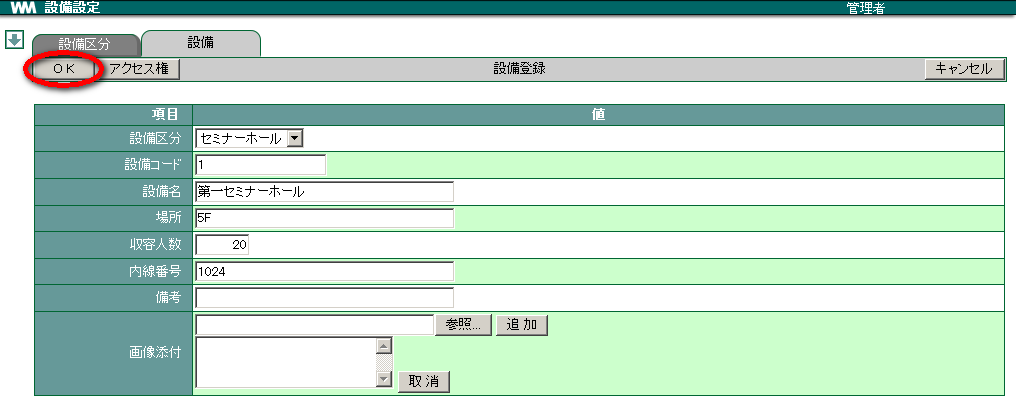 WM 設備設定 管理者
設備区分 設備
OK アクセス権 設備登録 キャンセル
項目 値
設備区分 セミナーホール
設備コード 1
設備名 第一セミナーホール
場所 5F
収容人数 20
内線番号 1024
備考
参照... 追加
画像添付
取消